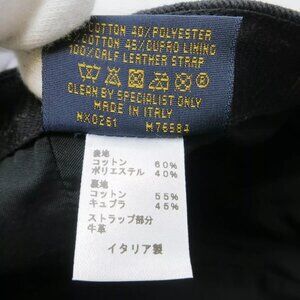 COTTON 40/POLYESTER
COTTON 45/CUPRO LINING
100/CALF LEATHER STRAP
CLEAN BY SPECIALIST ONLY
MADE IN ITALY
NX0261 M76584
表地
コットン 60%
ポリエステル 40%
裏地
コットン 55%
キュプラ 45%
ストラップ部分
牛革
イタリア製